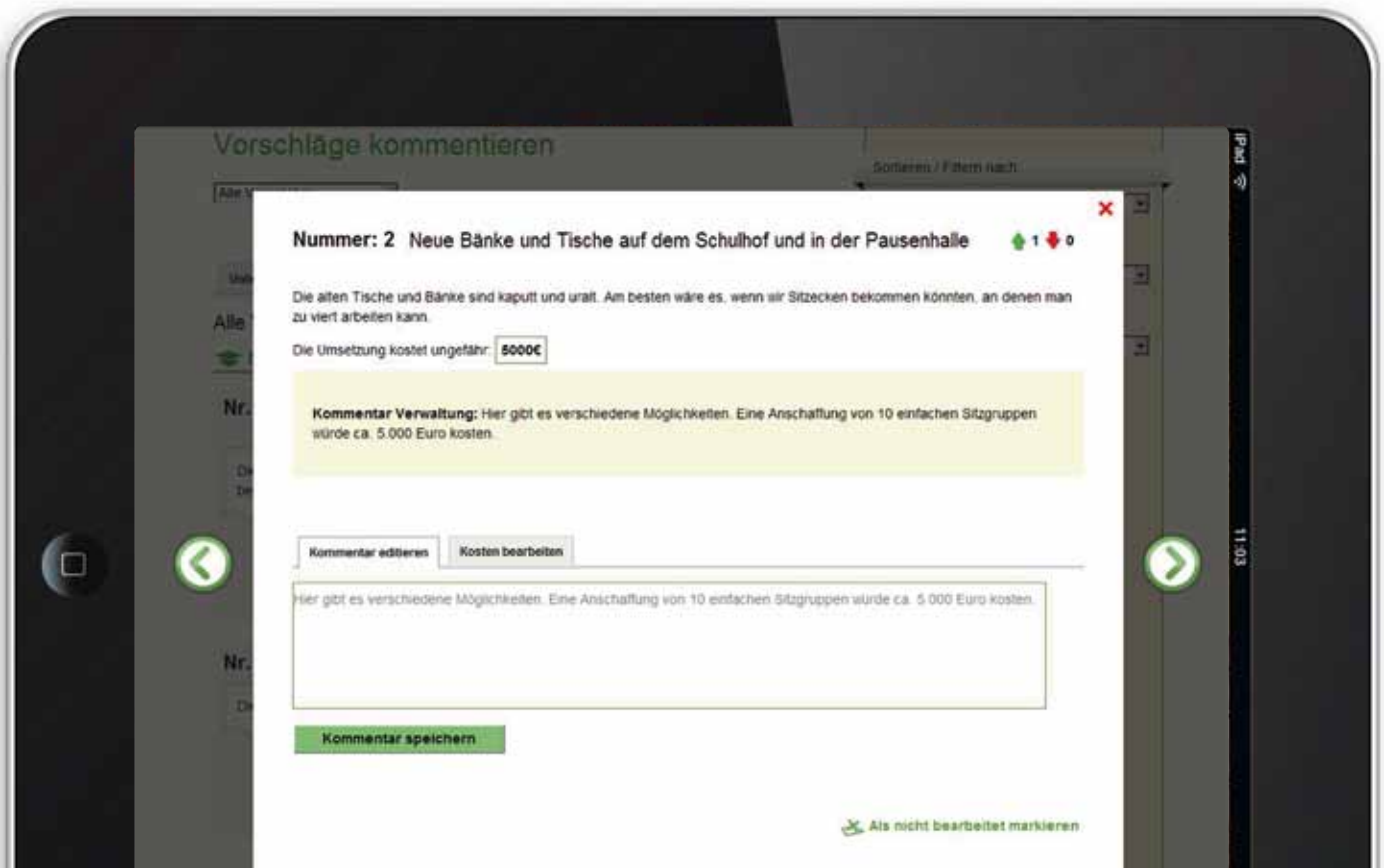 Vorschläge kommentieren
Sortieren / Filtern nach
Alle
Nummer: 2 Neue Bänke und Tische auf dem Schulhof und in der Pausenhalle 1 0
Die alten Tische und Bänke sind kaputt und uralt. Am besten wäre es, wenn wir Sitzecken bekommen könnten, an denen man
zu viert arbeiten kann.
Alle
Die Umsetzung kostet ungefähr: 5000€
Nr.
Kommentar Verwaltung: Hier gibt es verschiedene Möglichkeiten. Eine Anschaffung von 10 einfachen Sitzgruppen
würde ca. 5.000 Euro kosten.
Kommentar editieren Kosten bearbeiten
Hier gibt es verschiedene Möglichkeiten. Eine Anschaffung von 10 einfachen Sitzgruppen würde ca. 5.000 Euro kosten.
Nr.
Kommentar speichern
Als nicht bearbeitet markieren
iPad
11:03